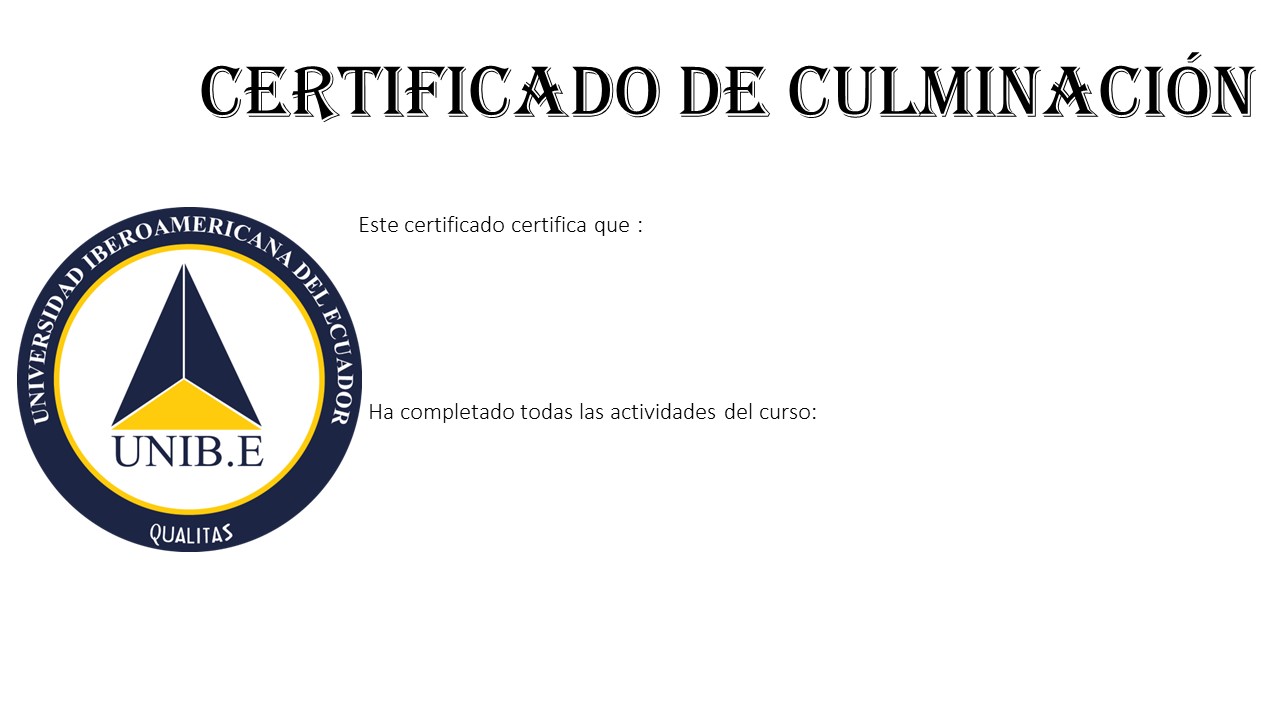 CERTIFICADO DE CULMINACIÓN
Este certificado certifica que :
UNIVERSIDAD IBEROAMERICANA DEL ECUADOR
Ha completado todas las actividades del curso:
UNIB.E
QUALITAS